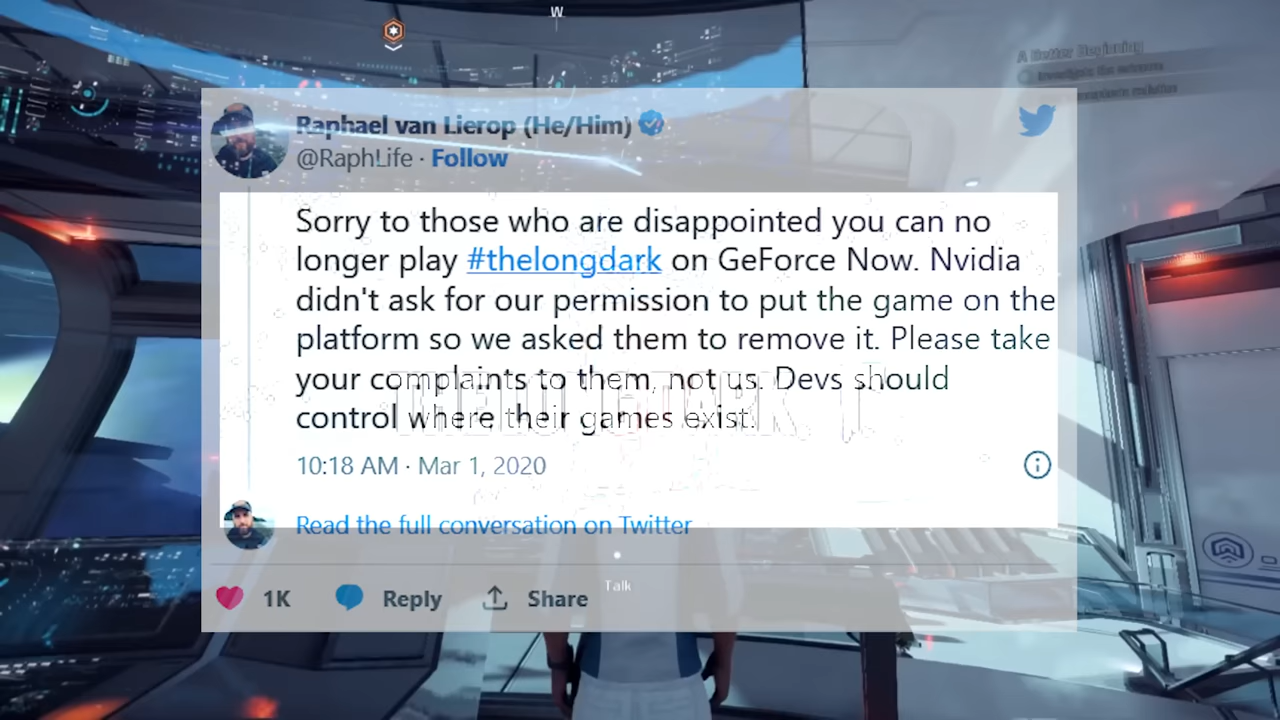 W
A Better Beginning
Raphael van Lierop (He/Him)
@RaphLife · Follow
Sorry to those who are disappointed you can no
longer play #thelongdark on GeForce Now. Nvidia
didn't ask for our permission to put the game on the
platform so we asked them to remove it. Please take
your complaints to them, not us. Devs should
control where their games exist.
10:18 AM · Mar 1, 2020
Read the full conversation on Twitter
Talk
1K Reply Share